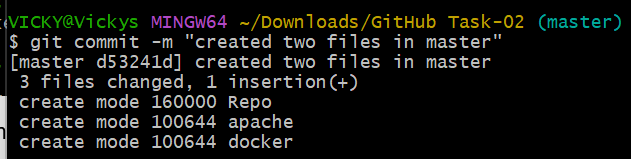 VICKY@Vickys MINGW64 ~/Downloads/GitHub Task-02 (master)
$ git commit -m "created two files in master"
[master d53241d] created two files in master
 3 files changed, 1 insertion(+)
 create mode 160000 Repo
 create mode 100644 apache
 create mode 100644 docker